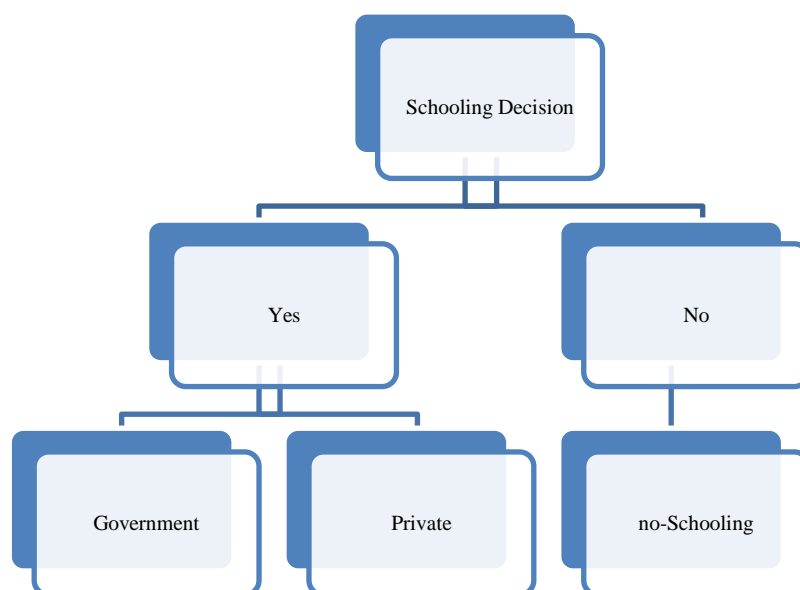 Schooling Decision
Yes
No
Government
Private
no-Schooling